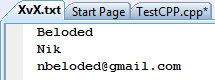 XvX.txt Start Page TestCPP.cpp*
Beloded
Nik
nbeloded@gmail.com